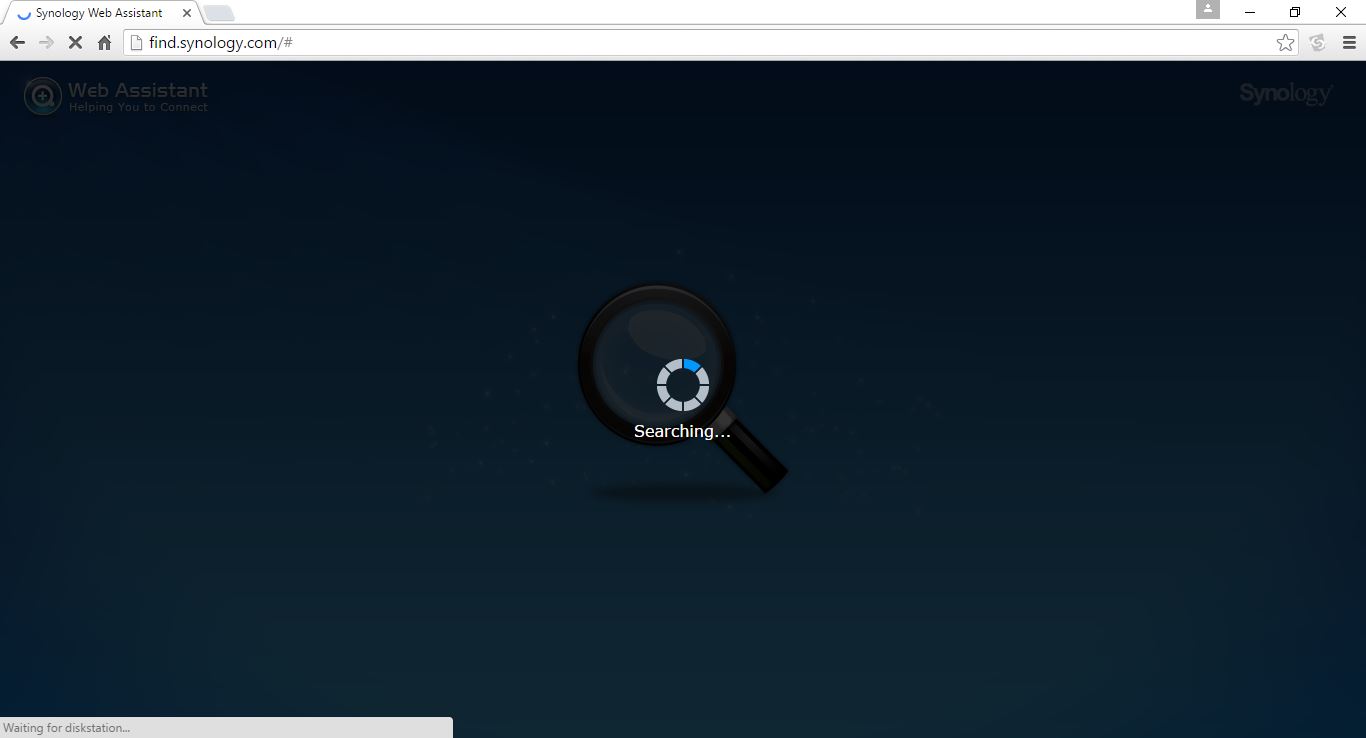 Synology Web Assistant
find.synology.com/#
Web Assistant
Helping You to Connect
Synology
Searching...
Waiting for diskstation...